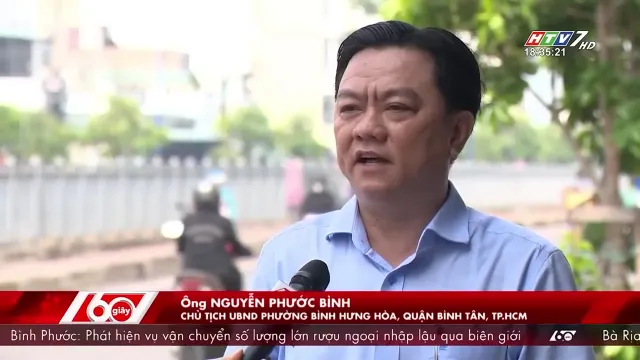 HTV7 HD
18:35:21
60 giây
Ông NGUYỄN PHƯỚC BÌNH
CHỦ TỊCH UBND PHƯỜNG BÌNH HƯNG HÒA, QUẬN BÌNH TÂN, TP.HCM
Bình Phước: Phát hiện vụ vận chuyển số lượng lớn rượu ngoại nhập lậu qua biên giới 60 Bà Rịa